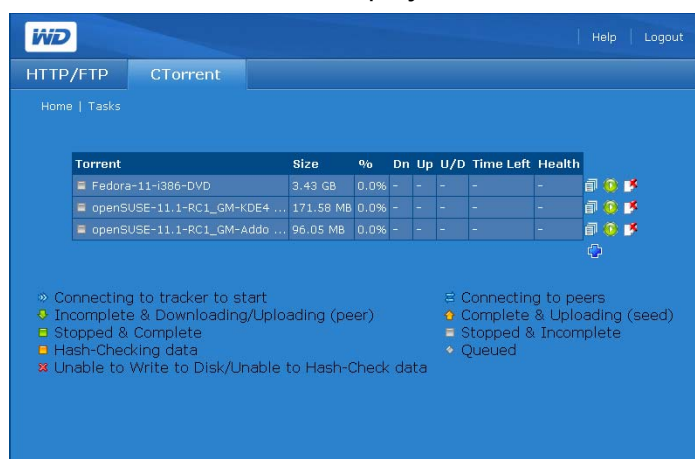 WD
Help | Logout
HTTP/FTP CTorrent
Home | Tasks
Torrent Size % Dn Up U/D Time Left Health
Fedora-11-i386-DVD 3.43 GB 0.0% - - - - -
openSUSE-11.1-RC1_GM-KDE4 ... 171.58 MB 0.0% - - - - -
openSUSE-11.1-RC1_GM-Addo ... 96.05 MB 0.0% - - - - -
Connecting to tracker to start
Connecting to peers
Incomplete & Downloading/Uploading (peer)
Complete & Uploading (seed)
Stopped & Complete
Stopped & Incomplete
Hash-Checking data
Queued
Unable to Write to Disk/Unable to Hash-Check data